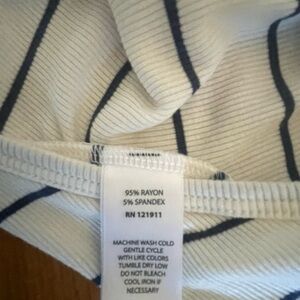 95% RAYON
5% SPANDEX
RN 121911
MACHINE WASH COLD
GENTLE CYCLE
WITH LIKE COLORS
TUMBLE DRY LOW
DO NOT BLEACH
COOL IRON IF
NECESSARY